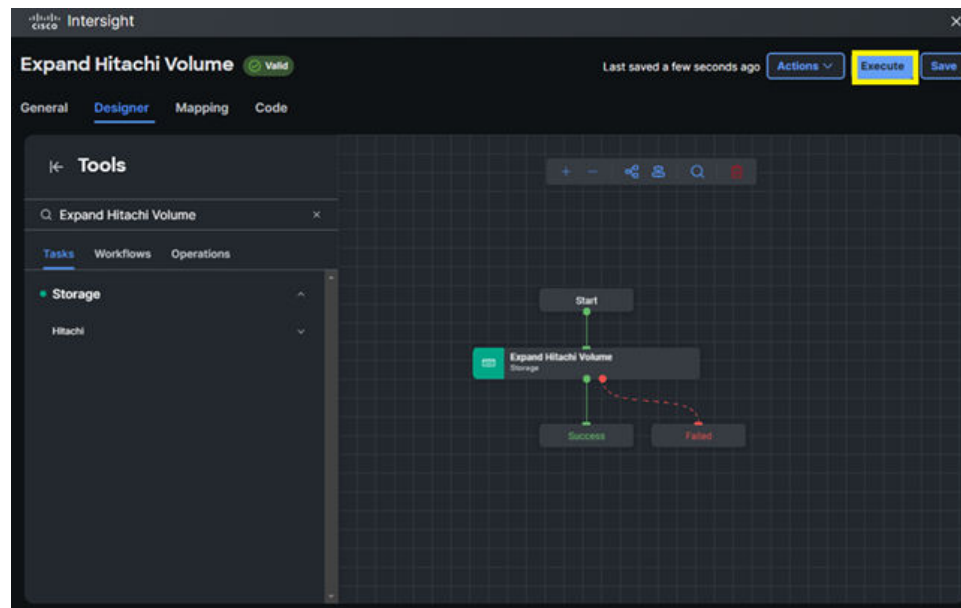 cisco Intersight
Expand Hitachi Volume Valid Last saved a few seconds ago Actions Execute Save
General Designer Mapping Code
Tools
Expand Hitachi Volume
Tasks Workflows Operations
Storage
Hitachi
Start
Expand Hitachi Volume
Storage
Success Failed